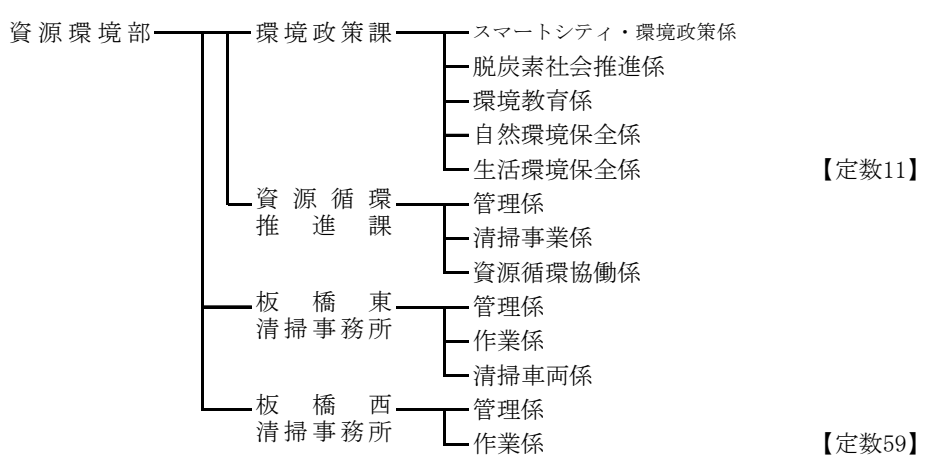 資源環境部 環境政策課 スマートシティ・環境政策係
脱炭素社会推進係
環境教育係
自然環境保全係
生活環境保全係 【定数11】
資源循環推進課 管理係
清掃事業係
資源循環協働係
板橋東清掃事務所 管理係
作業係
清掃車両係
板橋西清掃事務所 管理係
作業係 【定数59】